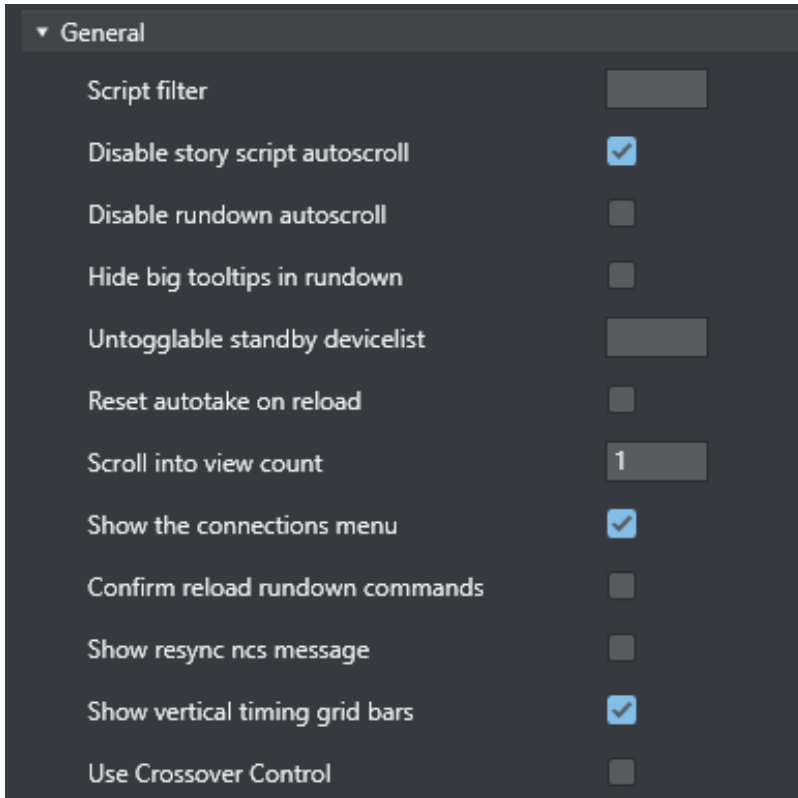 General
Script filter
Disable story script autoscroll
Disable rundown autoscroll
Hide big tooltips in rundown
Untogglable standby devicelist
Reset autotake on reload
Scroll into view count 1
Show the connections menu
Confirm reload rundown commands
Show resync ncs message
Show vertical timing grid bars
Use Crossover Control